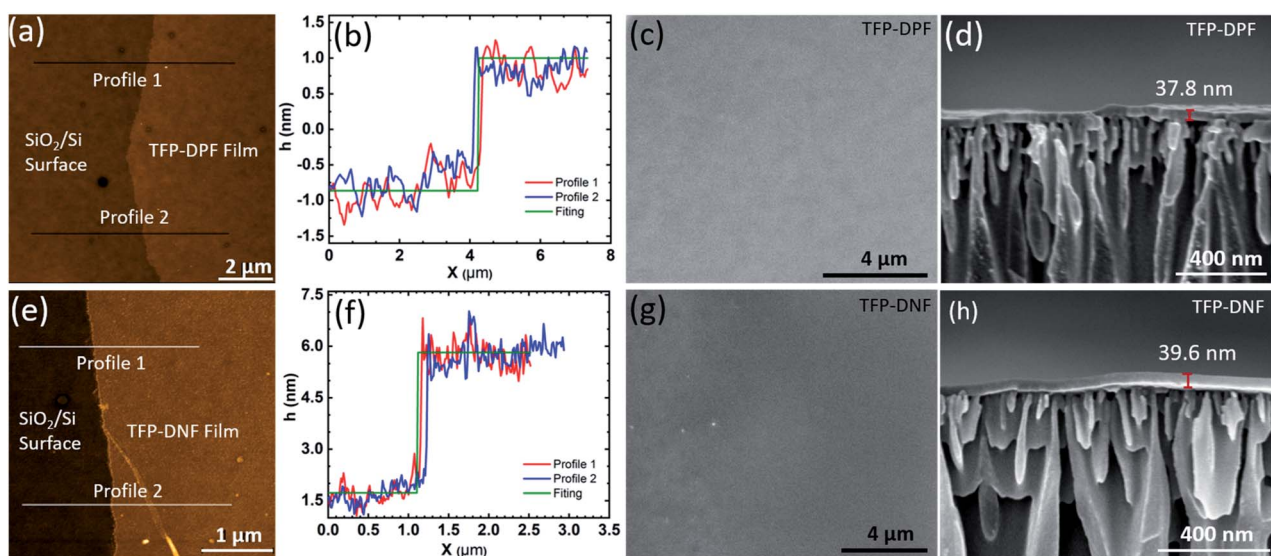 (a)
Profile 1
SiO₂/Si
Surface
TFP-DPF Film
Profile 2
2 μm
(b)
h (nm)
1.5
1.0
0.5
0.0
-0.5
-1.0
-1.5
Profile 1
Profile 2
Fiting
0 2 4 6 8
X (μm)
(c)
TFP-DPF
4 μm
(d)
TFP-DPF
37.8 nm
400 nm
(e)
Profile 1
SiO₂/Si
Surface
TFP-DNF Film
Profile 2
1 μm
(f)
h (nm)
7.5
6.0
4.5
3.0
1.5
Profile 1
Profile 2
Fiting
0.0 0.5 1.0 1.5 2.0 2.5 3.0 3.5
X (μm)
(g)
TFP-DNF
4 μm
(h)
TFP-DNF
39.6 nm
400 nm